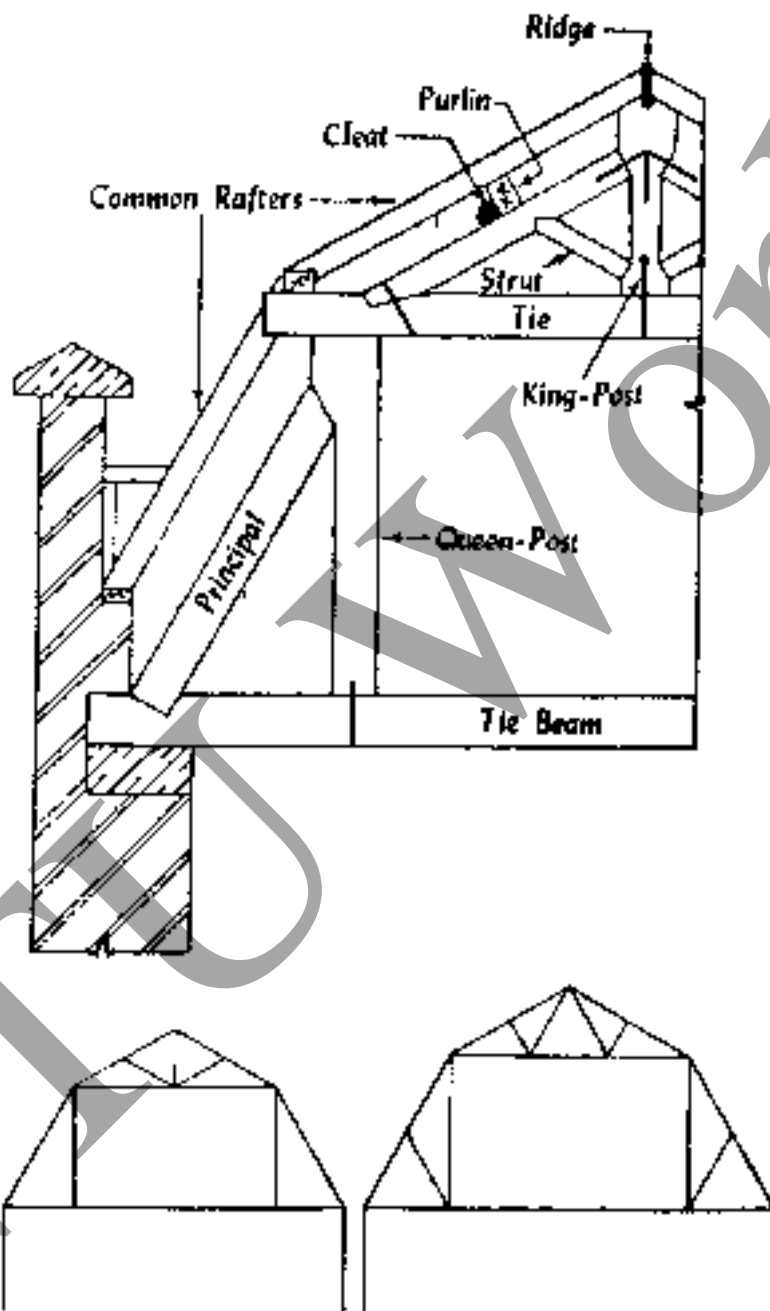 Ridge
Purlin
Cleat
Common Rafters
Strut
Tie
King-Post
Queen-Post
Principal
Tie Beam